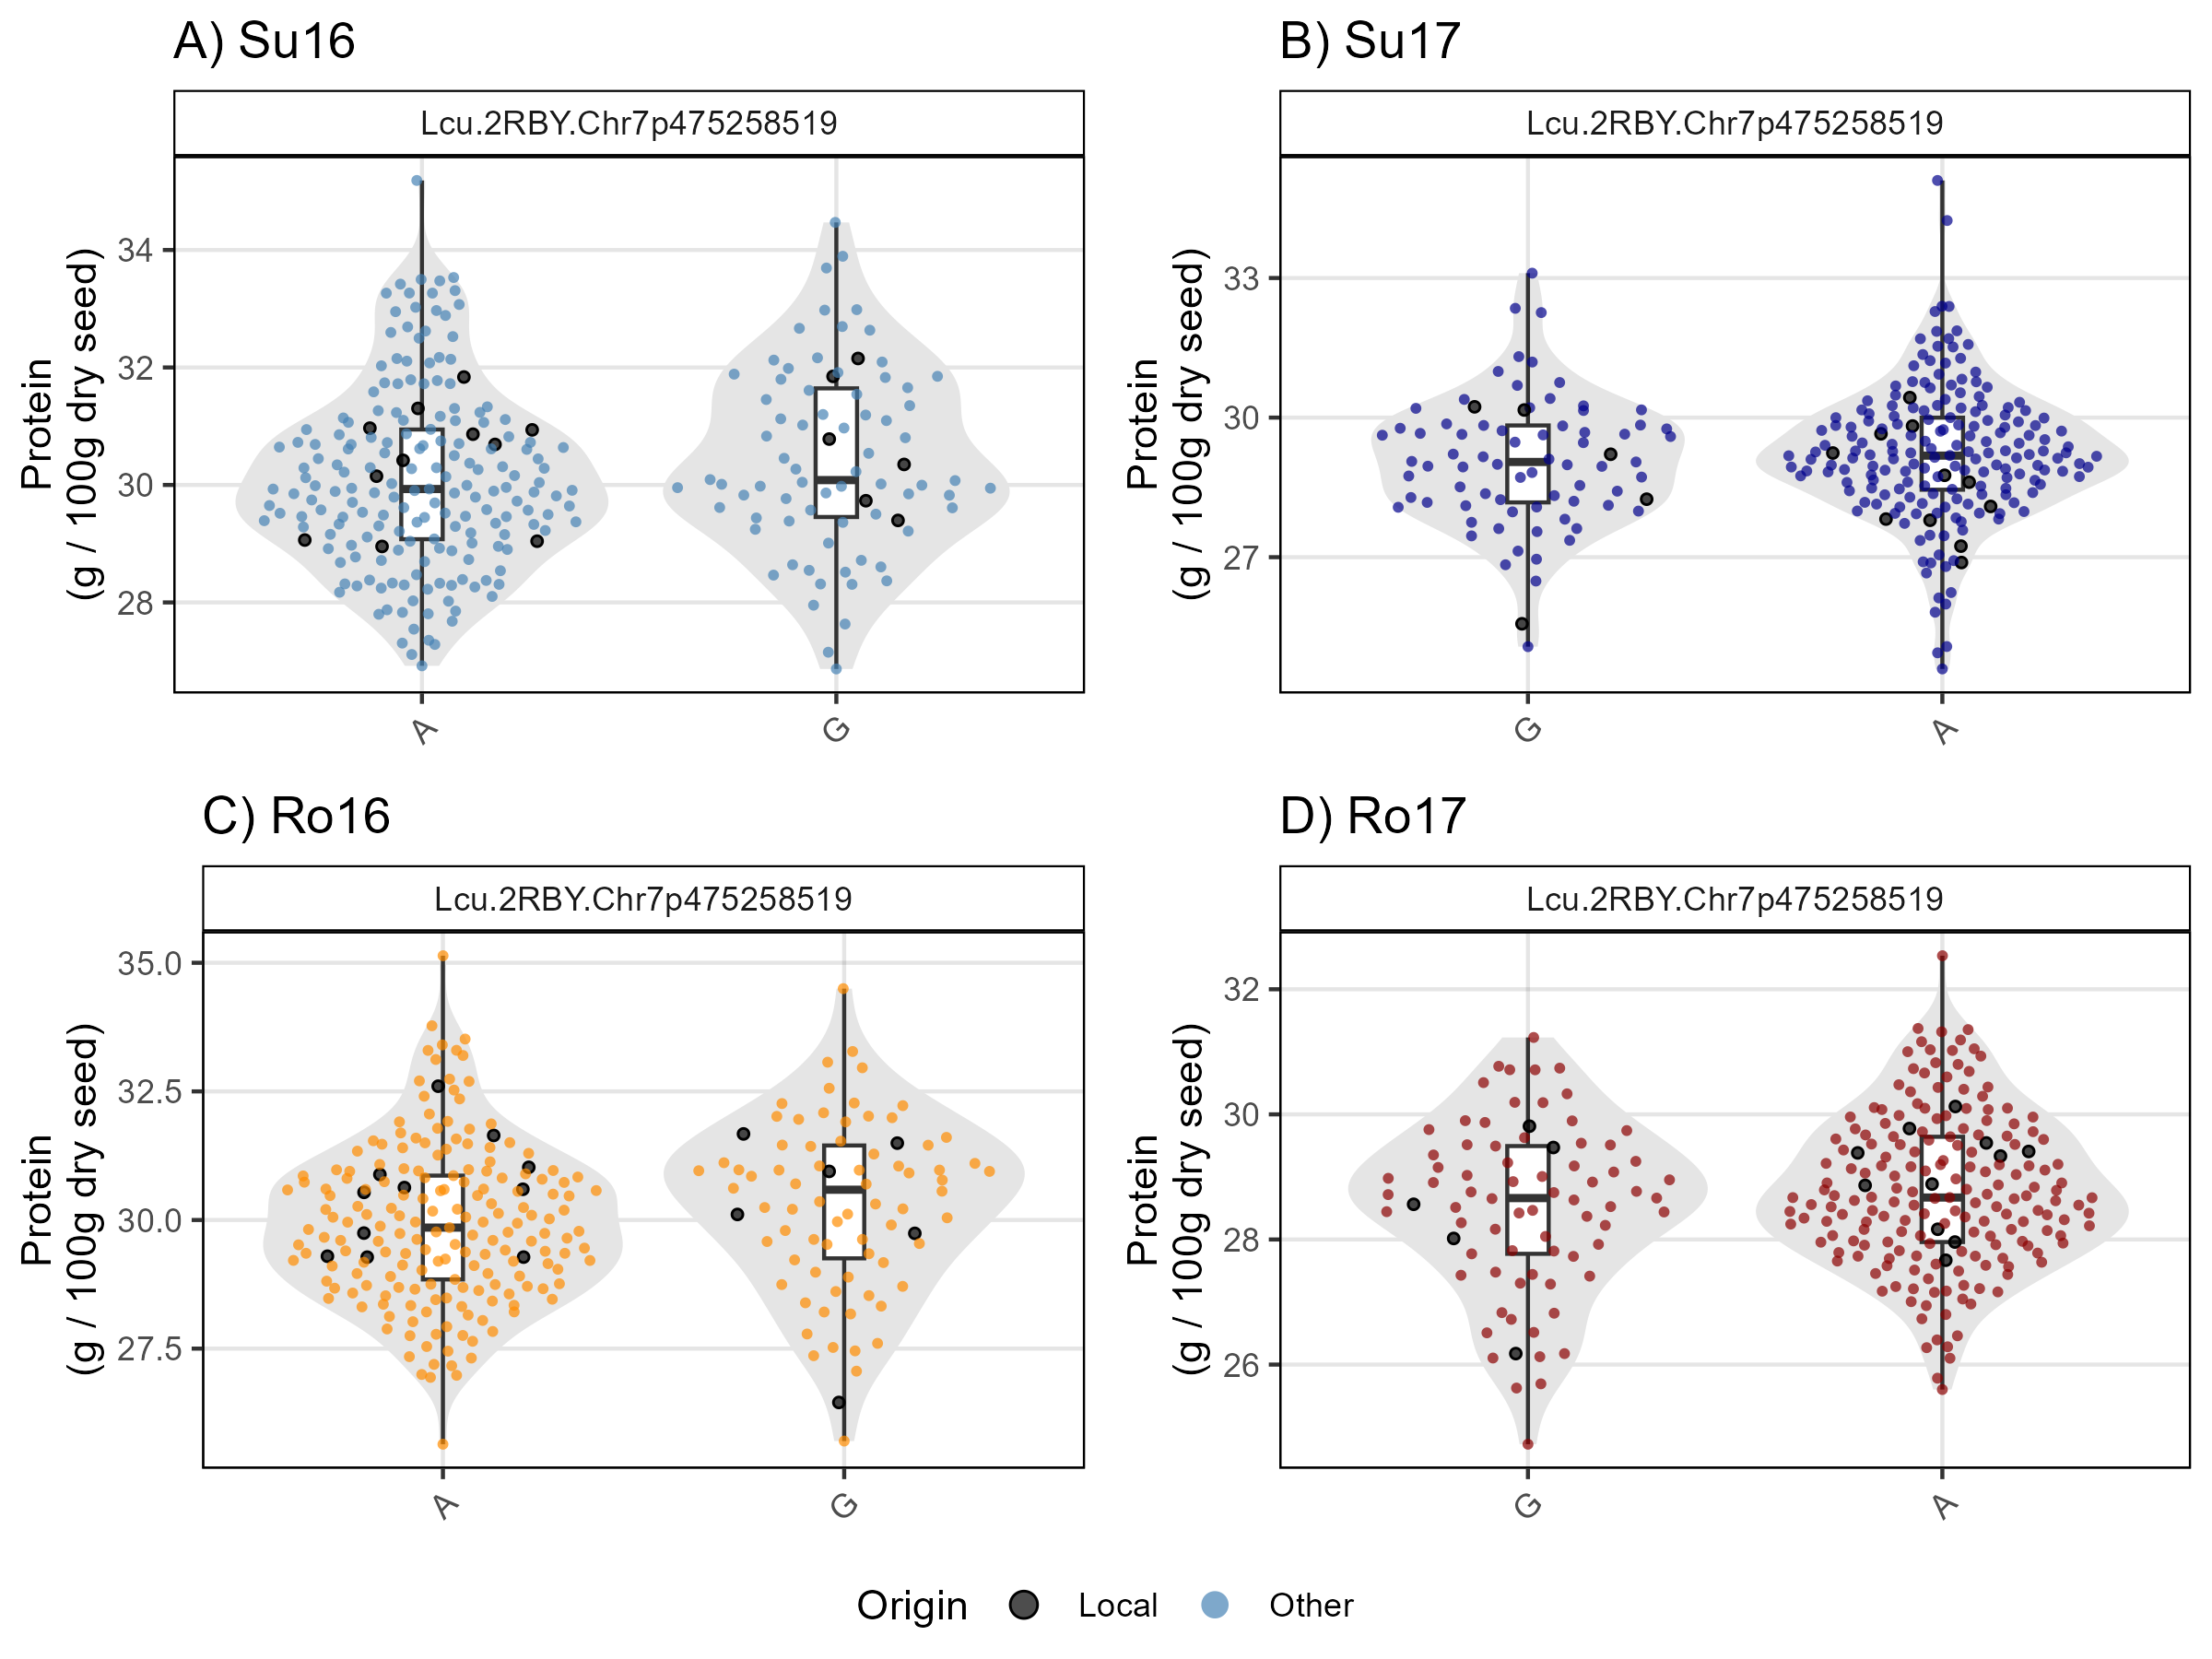 A) Su16
Lcu.2RBY.Chr7p475258519
Protein
(g / 100g dry seed)
34
32
30
28
A
G
B) Su17
Lcu.2RBY.Chr7p475258519
Protein
(g / 100g dry seed)
33
30
27
G
A
C) Ro16
Lcu.2RBY.Chr7p475258519
Protein
(g / 100g dry seed)
35.0
32.5
30.0
27.5
A
G
D) Ro17
Lcu.2RBY.Chr7p475258519
Protein
(g / 100g dry seed)
32
30
28
26
G
A
Origin Local Other